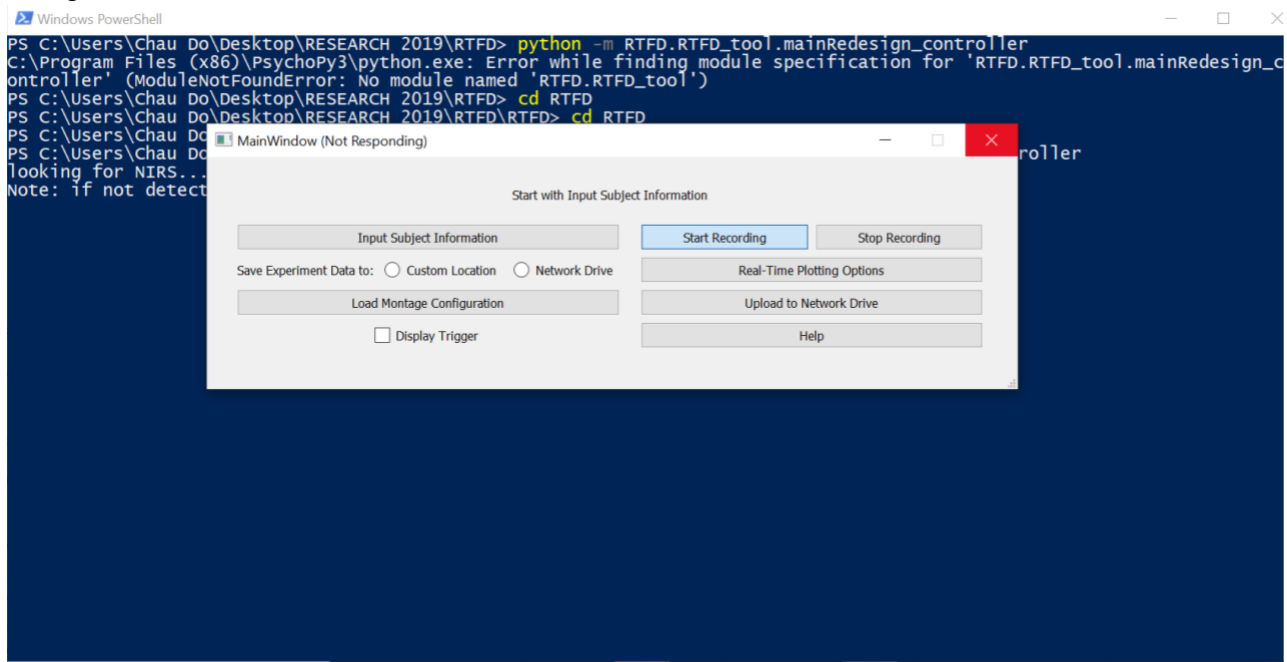 Windows PowerShell
PS C:\Users\Chau Do\Desktop\RESEARCH 2019\RTFD> python -m RTFD.RTFD_tool.mainRedesign_controller
C:\Program Files (x86)\PsychoPy3\python.exe: Error while finding module specification for 'RTFD.RTFD_tool.mainRedesign_c
ontroller' (ModuleNotFoundError: No module named 'RTFD.RTFD_tool')
PS C:\Users\Chau Do\Desktop\RESEARCH 2019\RTFD> cd RTFD
PS C:\Users\Chau Do\Desktop\RESEARCH 2019\RTFD\RTFD> cd RTFD
PS C:\Users\Chau Do
MainWindow (Not Responding)
PS C:\Users\Chau Do roller
looking for NIRS...
Note: if not detect
Start with Input Subject Information
Input Subject Information Start Recording Stop Recording
Save Experiment Data to: Custom Location Network Drive Real-Time Plotting Options
Load Montage Configuration Upload to Network Drive
Display Trigger Help